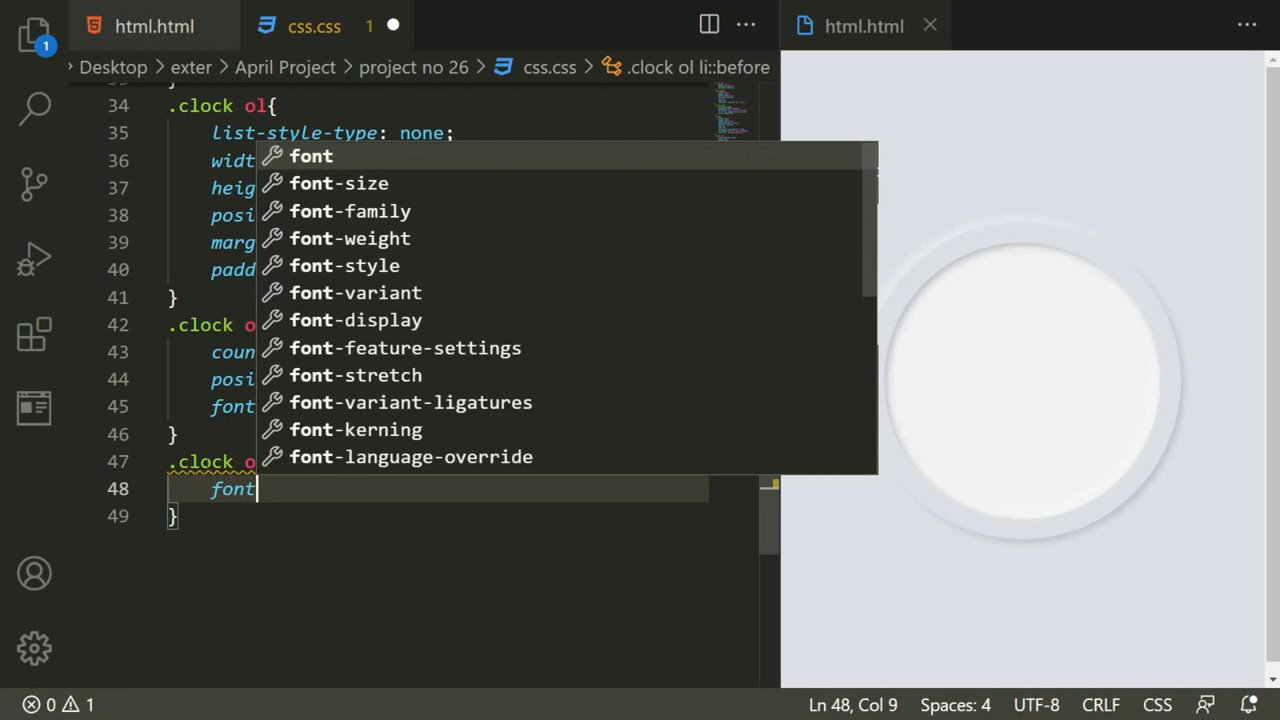 html.html
css.css 1
html.html
1
Desktop > exter > April Project > project no 26 > css.css > .clock ol li::before
34 .clock ol{
35 list-style-type: none;
36 widt
37 heig
38 posi
39 marg
40 padd
41 }
42 .clock o
43 coun
44 posi
45 font
46 }
47 .clock o
48 font
49 }
font
font-size
font-family
font-weight
font-style
font-variant
font-display
font-feature-settings
font-stretch
font-variant-ligatures
font-kerning
font-language-override
0 1
Ln 48, Col 9 Spaces: 4 UTF-8 CRLF CSS